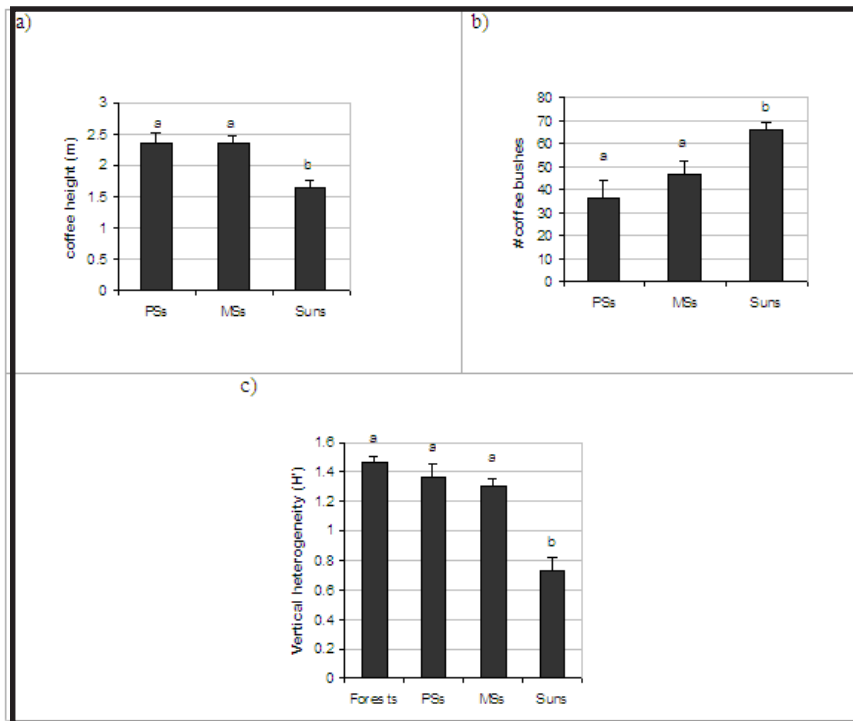 a)
coffee height (m)
3
2.5
2
1.5
1
0.5
0
a
a
b
PSs MSs Suns
b)
# coffee bushes
80
70
60
50
40
30
20
10
0
a
a
b
PSs MSs Suns
c)
Vertical heterogeneity (H')
1.6
1.4
1.2
1
0.8
0.6
0.4
0.2
0
a
a
a
b
Forests PSs MSs Suns